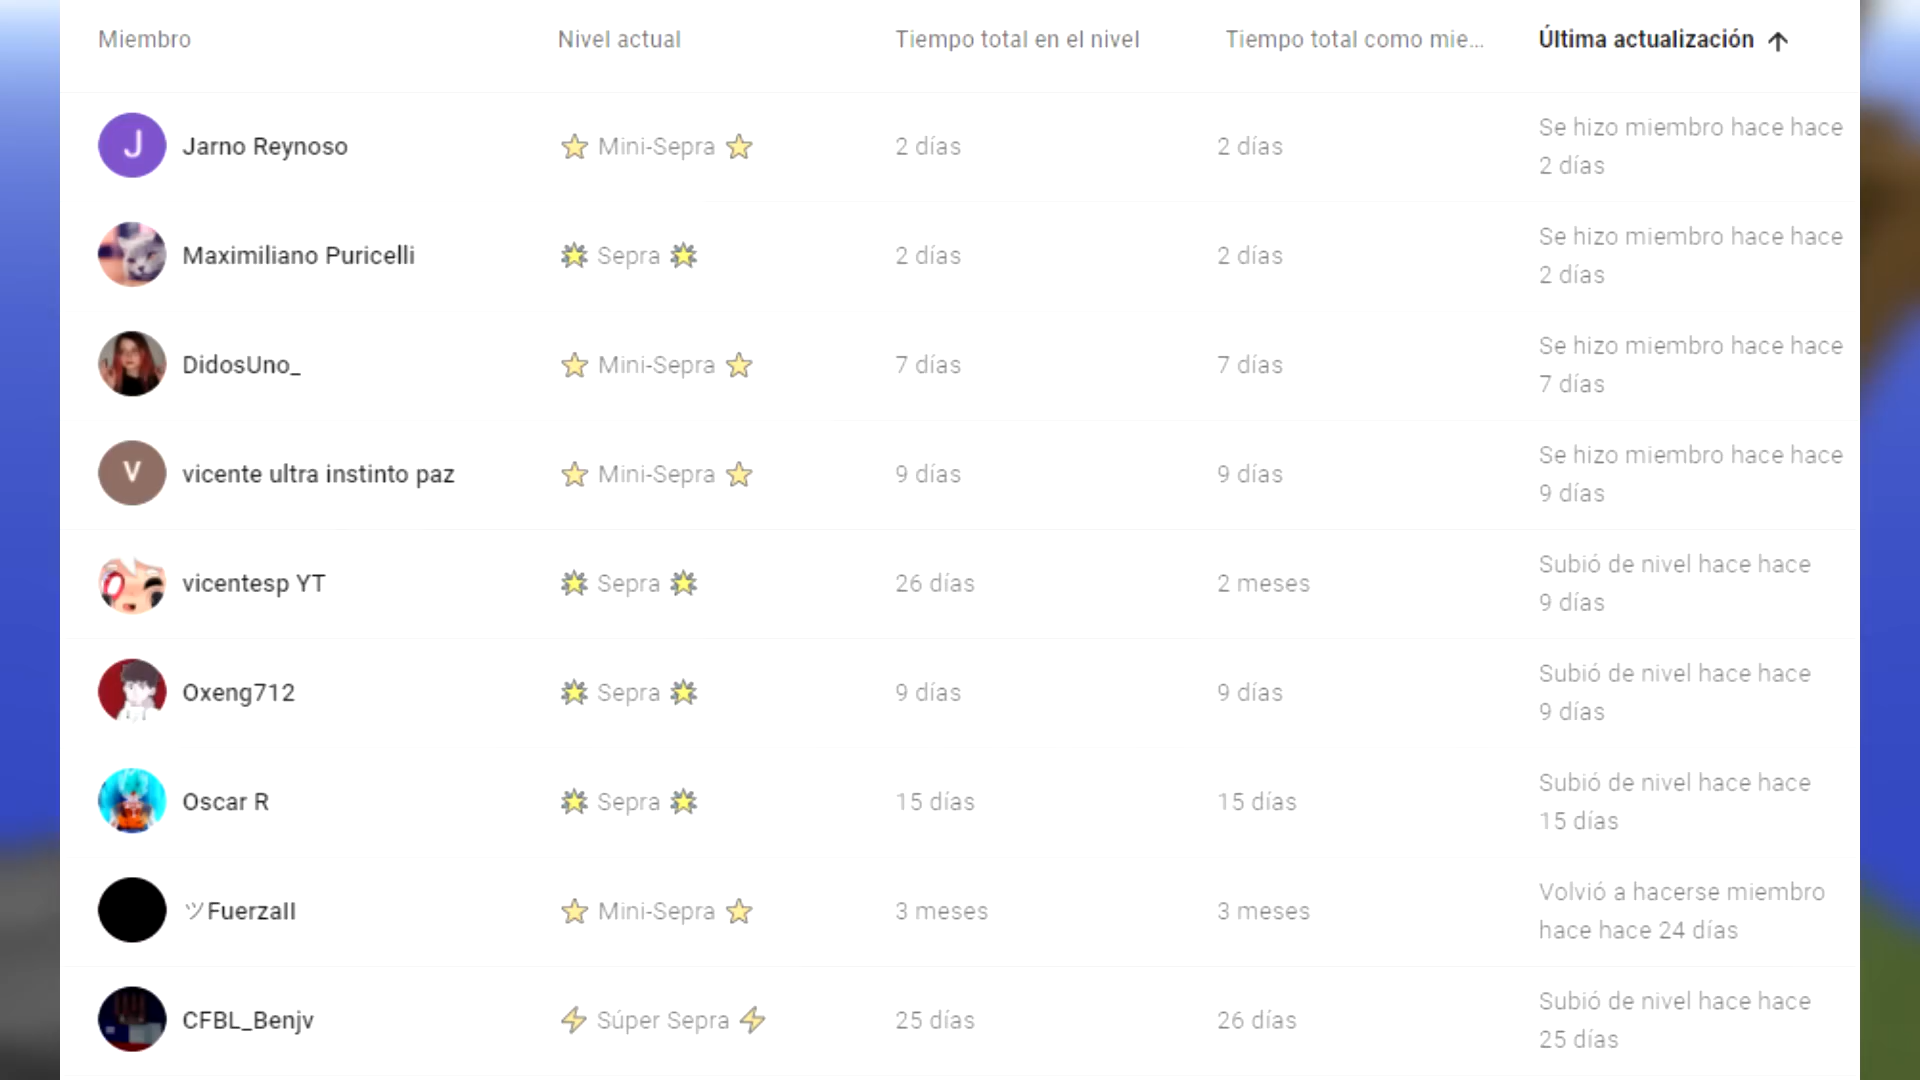 Miembro Nivel actual Tiempo total en el nivel Tiempo total como mie... Última actualización
J Jarno Reynoso Mini-Sepra 2 días 2 días Se hizo miembro hace hace
2 días
Maximiliano Puricelli Sepra 2 días 2 días Se hizo miembro hace hace
2 días
DidosUno_ Mini-Sepra 7 días 7 días Se hizo miembro hace hace
7 días
V vicente ultra instinto paz Mini-Sepra 9 días 9 días Se hizo miembro hace hace
9 días
vicentesp YT Sepra 26 días 2 meses Subió de nivel hace hace
9 días
Oxeng712 Sepra 9 días 9 días Subió de nivel hace hace
9 días
Oscar R Sepra 15 días 15 días Subió de nivel hace hace
15 días
ツFuerzaII Mini-Sepra 3 meses 3 meses Volvió a hacerse miembro
hace hace 24 días
CFBL_Benjv Súper Sepra 25 días 26 días Subió de nivel hace hace
25 días